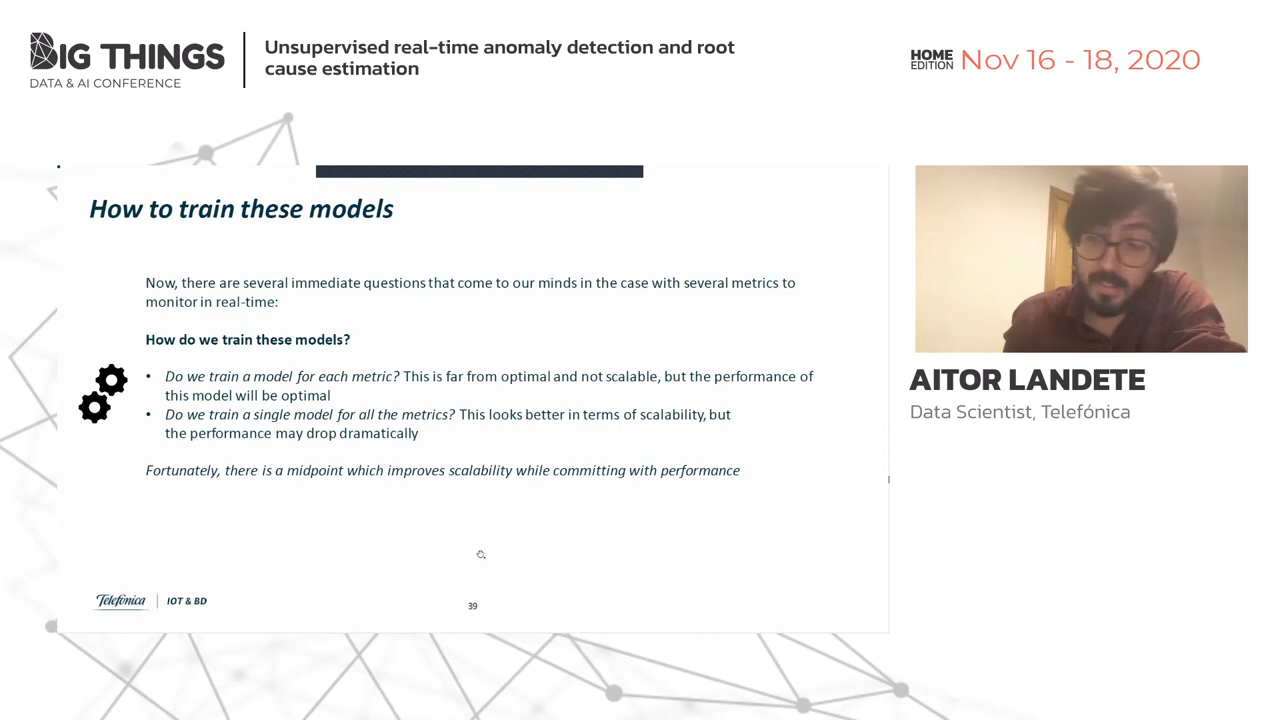 BIG THINGS
DATA & AI CONFERENCE
Unsupervised real-time anomaly detection and root
cause estimation
HOME
EDITION
Nov 16 - 18, 2020
How to train these models
Now, there are several immediate questions that come to our minds in the case with several metrics to
monitor in real-time:
How do we train these models?
• Do we train a model for each metric? This is far from optimal and not scalable, but the performance of
this model will be optimal
• Do we train a single model for all the metrics? This looks better in terms of scalability, but
the performance may drop dramatically
Fortunately, there is a midpoint which improves scalability while committing with performance
Telefónica
IOT & BD
39
AITOR LANDETE
Data Scientist, Telefónica